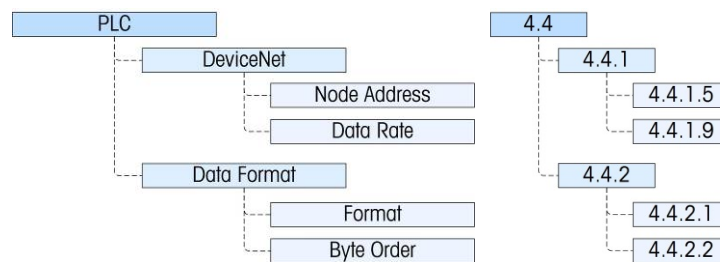 PLC
4.4
DeviceNet
4.4.1
Node Address
4.4.1.5
Data Rate
4.4.1.9
Data Format
4.4.2
Format
4.4.2.1
Byte Order
4.4.2.2